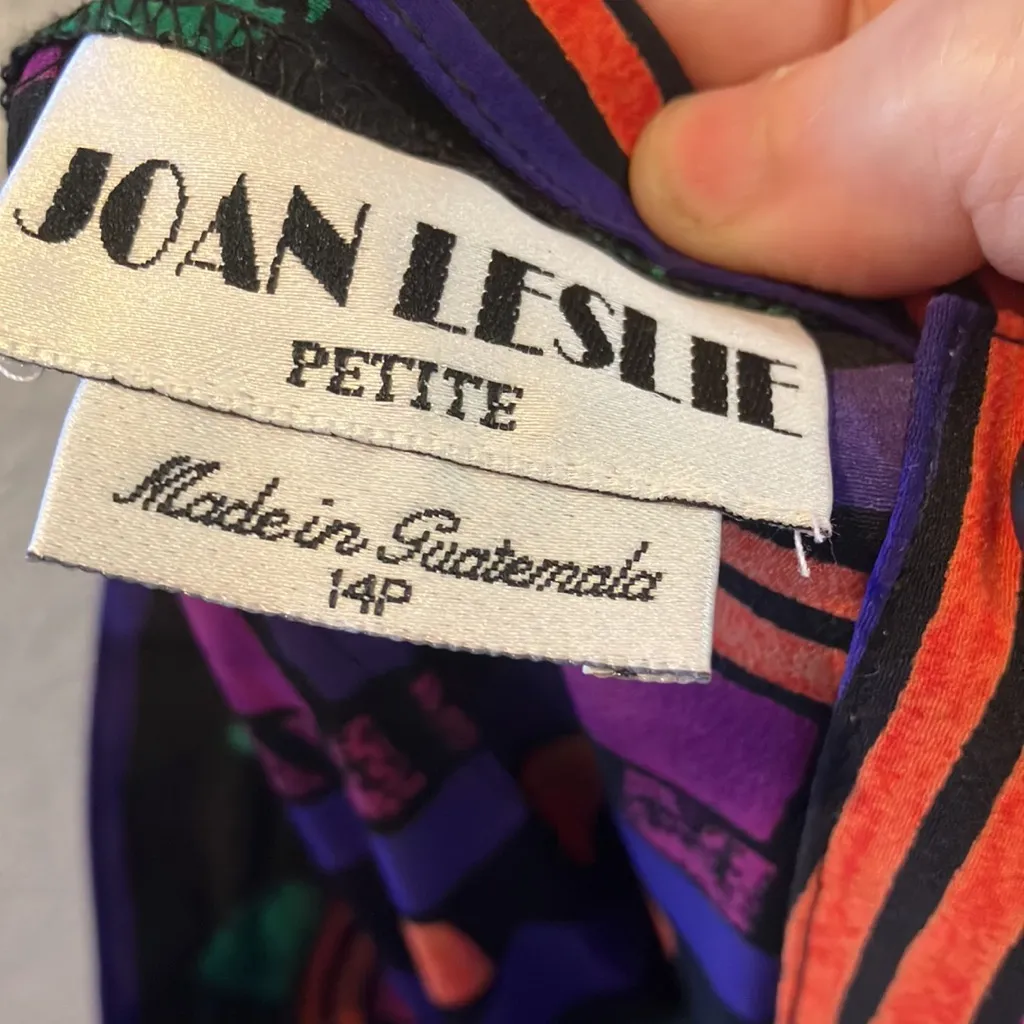 JOAN LESLIE
PETITE
Made in Guatemala
14P